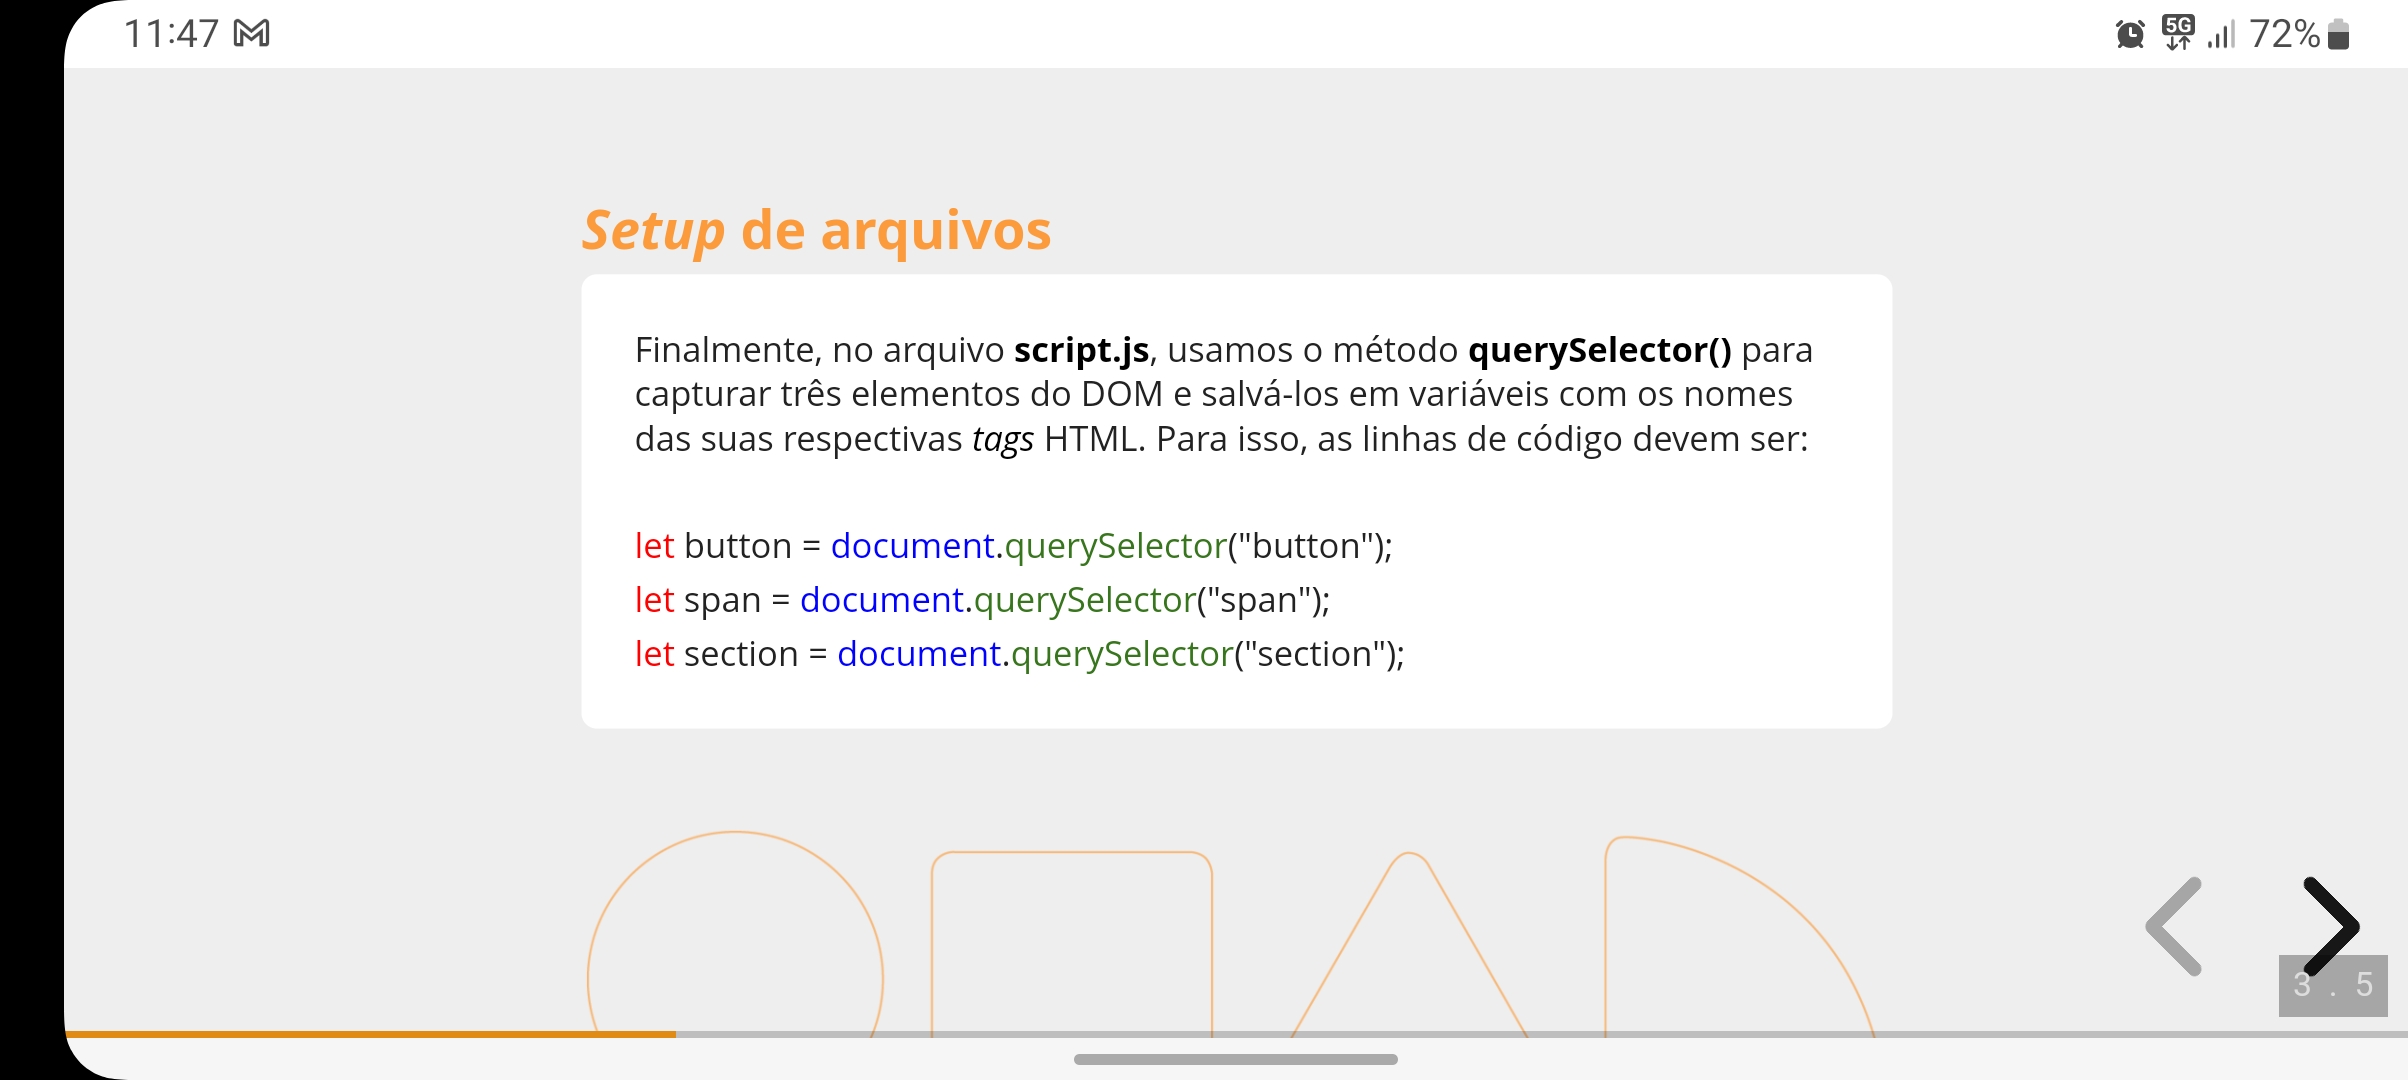 11:47
5G
72%
Setup de arquivos
Finalmente, no arquivo script.js, usamos o método querySelector() para
capturar três elementos do DOM e salvá-los em variáveis com os nomes
das suas respectivas tags HTML. Para isso, as linhas de código devem ser:
let button = document.querySelector("button");
let span = document.querySelector("span");
let section = document.querySelector("section");
3 . 5